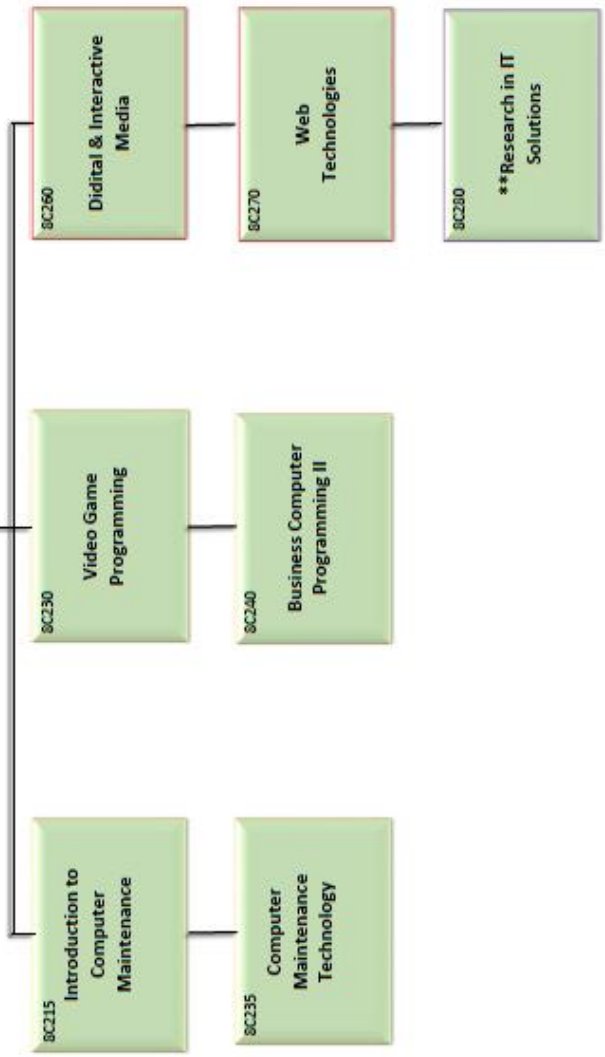 8C215
Introduction to
Computer
Maintenance
8C235
Computer
Maintenance
Technology
8C230
Video Game
Programming
8C240
Business Computer
Programming II
8C260
Didital & Interactive
Media
8C270
Web
Technologies
8C280
**Research in IT
Solutions